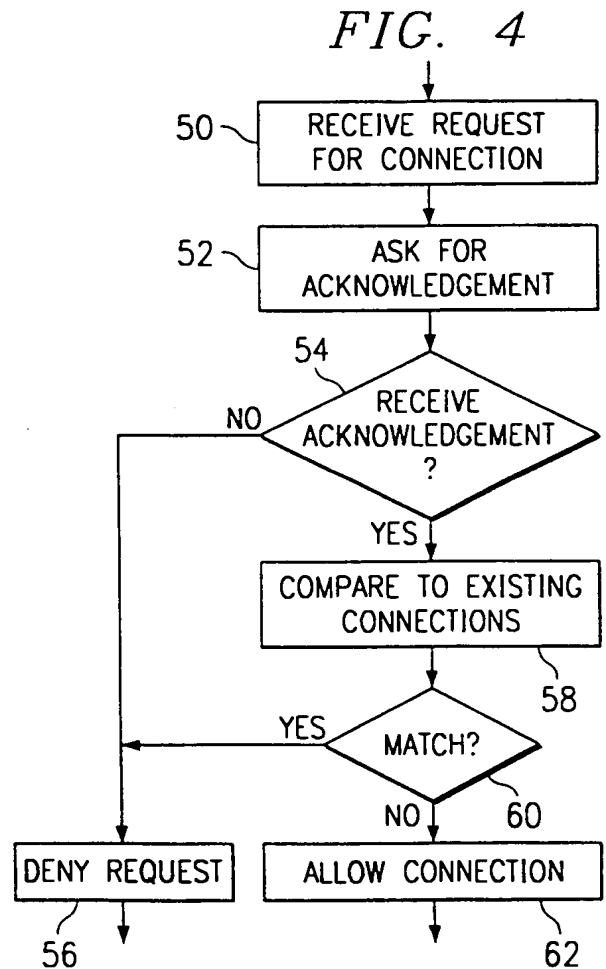 FIG. 4
50
RECEIVE REQUEST
FOR CONNECTION
52
ASK FOR
ACKNOWLEDGEMENT
54
RECEIVE
ACKNOWLEDGEMENT
?
NO
YES
COMPARE TO EXISTING
CONNECTIONS
58
YES
MATCH?
60
NO
DENY REQUEST
56
ALLOW CONNECTION
62